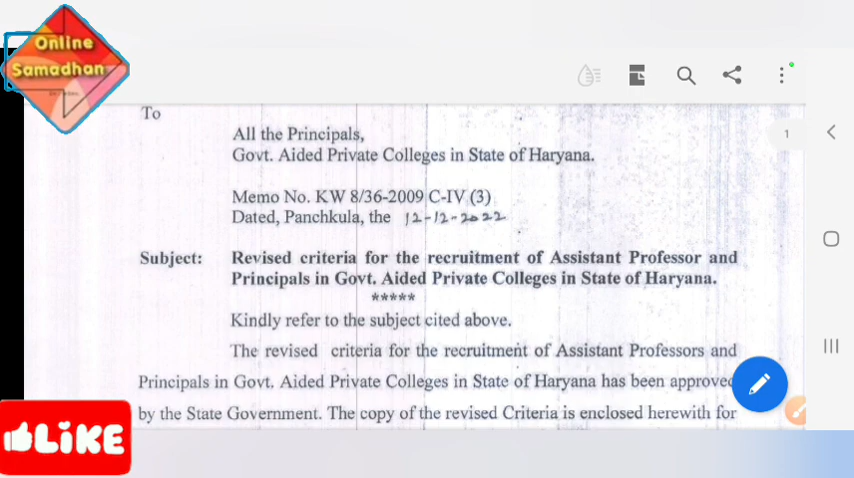 Online
Samadhan
To
1
All the Principals,
Govt. Aided Private Colleges in State of Haryana.
Memo No. KW 8/36-2009 C-IV (3)
Dated, Panchkula, the 12-12-2022
Subject: Revised criteria for the recruitment of Assistant Professor and
Principals in Govt. Aided Private Colleges in State of Haryana.
*****
Kindly refer to the subject cited above.
The revised criteria for the recruitment of Assistant Professors and
Principals in Govt. Aided Private Colleges in State of Haryana has been approved
by the State Government. The copy of the revised Criteria is enclosed herewith for
LIKE